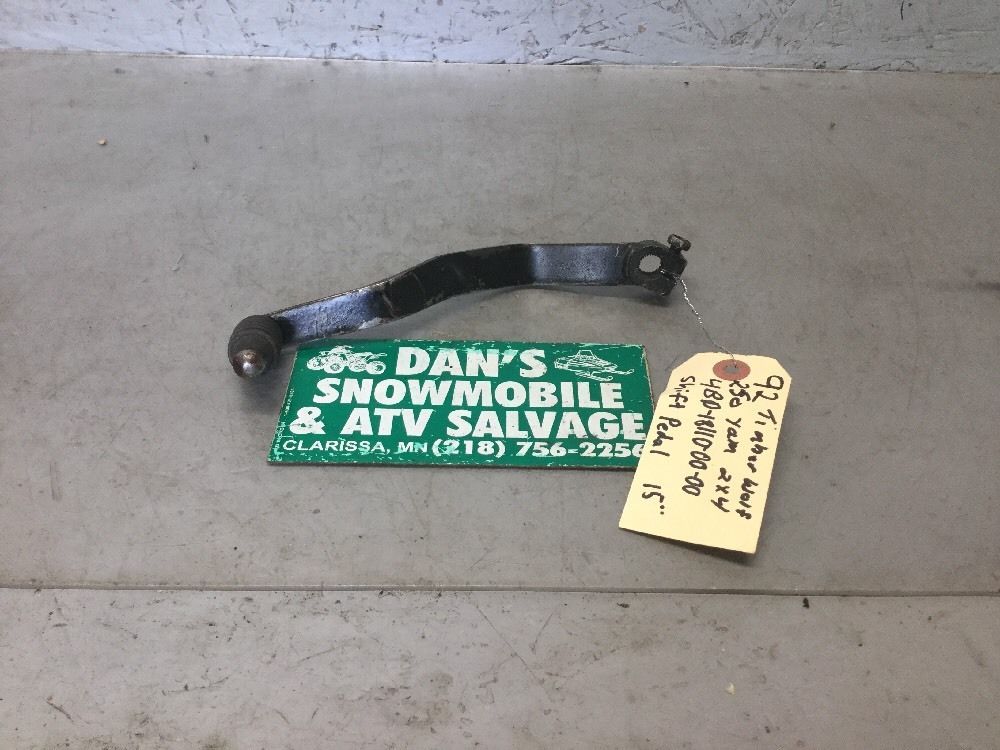 DAN'S
SNOWMOBILE
& ATV SALVAGE
CLARISSA, MN (218) 756-2256
92 Timber Wolf
250 Yam 2x4
4BD-18110-00-00
Shift Pedal 15"